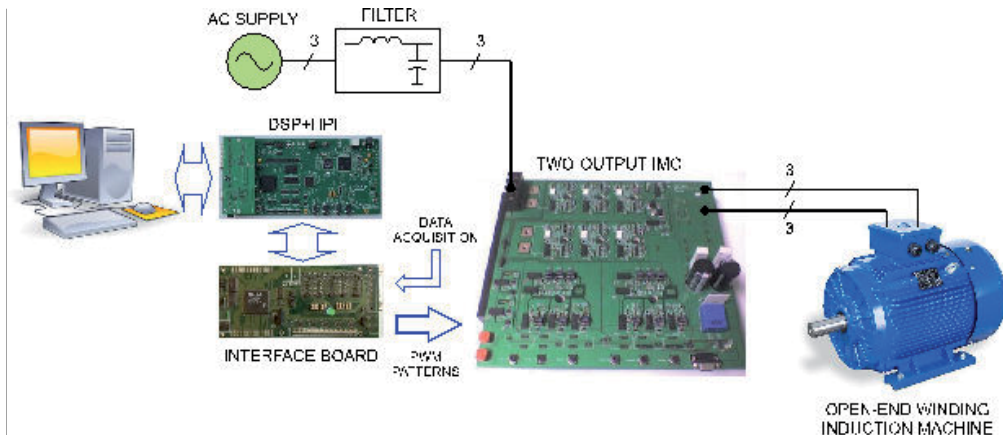 AC SUPPLY
3
FILTER
3
DSP+HPI
TWO OUTPUT IMC
3
3
DATA
ACQUISITION
INTERFACE BOARD
PWM
PATTERNS
OPEN-END WINDING
INDUCTION MACHINE